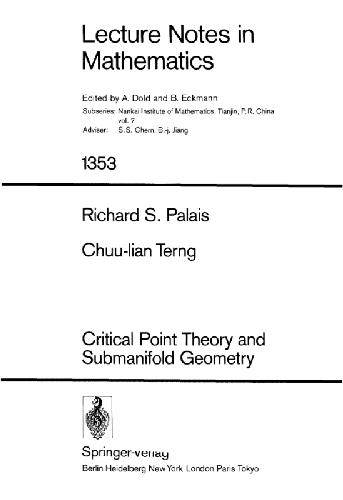 Lecture Notes in
Mathematics
Edited by A. Dold and B. Eckmann
Subseries: Nankai Institute of Mathematics, Tianjin, P.R. China
vol. 7
Adviser: S.S. Chern, B.-j. Jiang
1353
Richard S. Palais
Chuu-lian Terng
Critical Point Theory and
Submanifold Geometry
Springer-Verlag
Berlin Heidelberg New York London Paris Tokyo